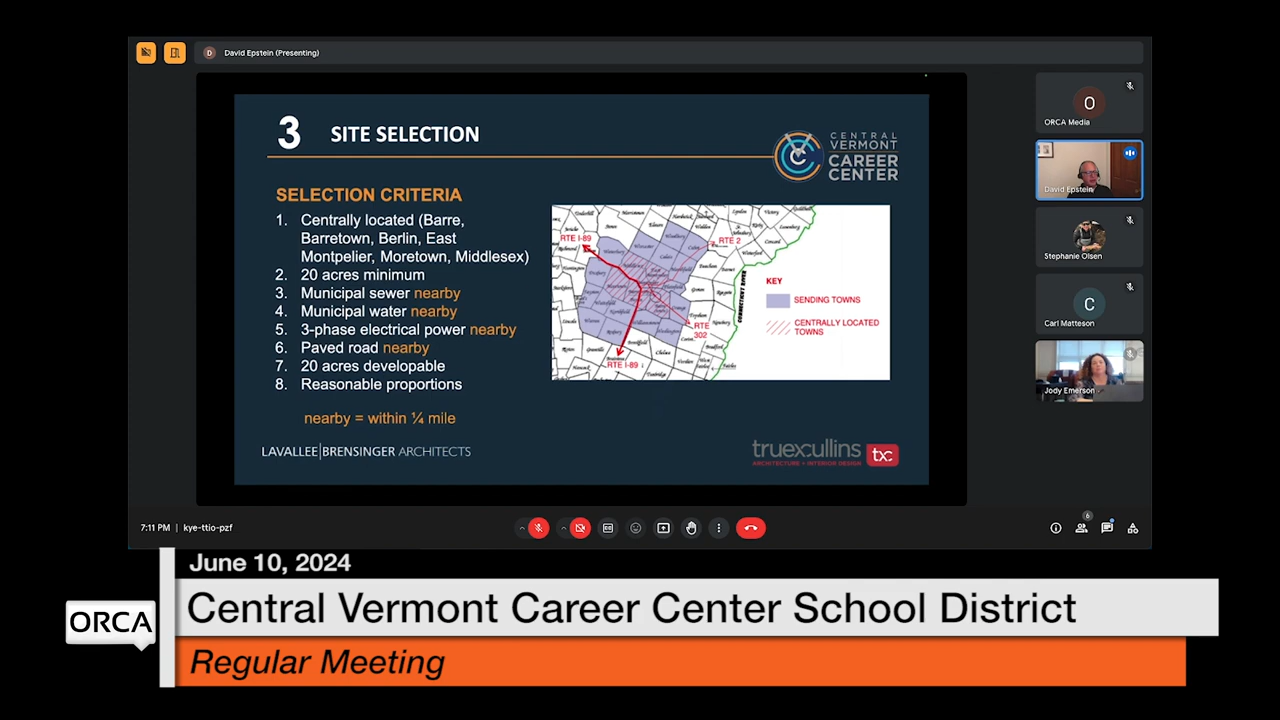 David Epstein (Presenting)
3 SITE SELECTION
CENTRAL
VERMONT
CAREER
CENTER
SELECTION CRITERIA
1. Centrally located (Barre,
Barretown, Berlin, East
Montpelier, Moretown, Middlesex)
2. 20 acres minimum
3. Municipal sewer nearby
4. Municipal water nearby
5. 3-phase electrical power nearby
6. Paved road nearby
7. 20 acres developable
8. Reasonable proportions
nearby = within ¼ mile
RTE I-89
RTE 2
CONNECTICUT RIVER
RTE
302
RTE I-89
KEY
SENDING TOWNS
CENTRALLY LOCATED
TOWNS
LAVALLEE|BRENSINGER ARCHITECTS
truexcullins
ARCHITECTURE + INTERIOR DESIGN
txc
O
ORCA Media
David Epstein
Stephanie Olsen
C
Carl Matteson
Jody Emerson
7:11 PM | kye-ttio-pzf
6
June 10, 2024
ORCA
Central Vermont Career Center School District
Regular Meeting